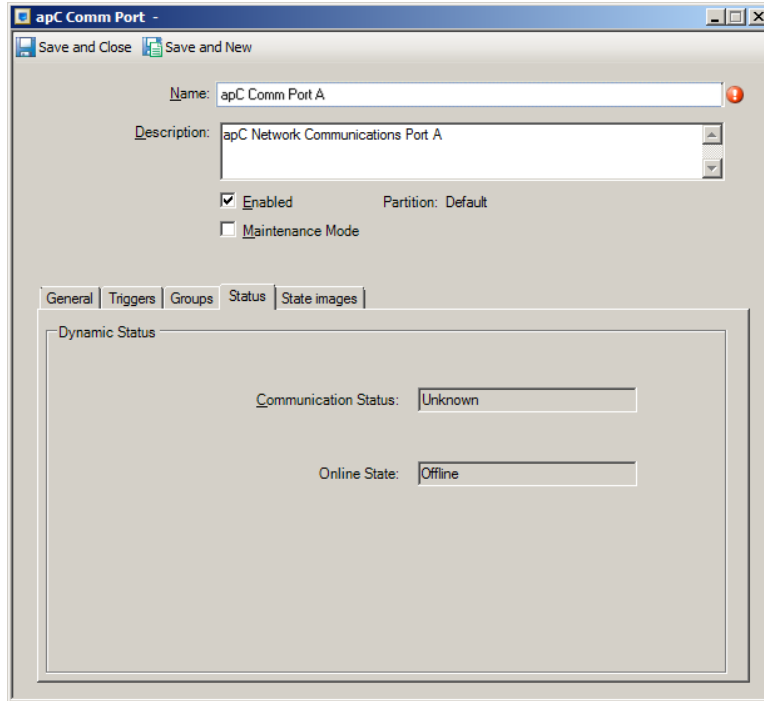 apC Comm Port -
Save and Close Save and New
Name: apC Comm Port A
Description: apC Network Communications Port A
Enabled Partition: Default
Maintenance Mode
General Triggers Groups Status State images
Dynamic Status
Communication Status: Unknown
Online State: Offline